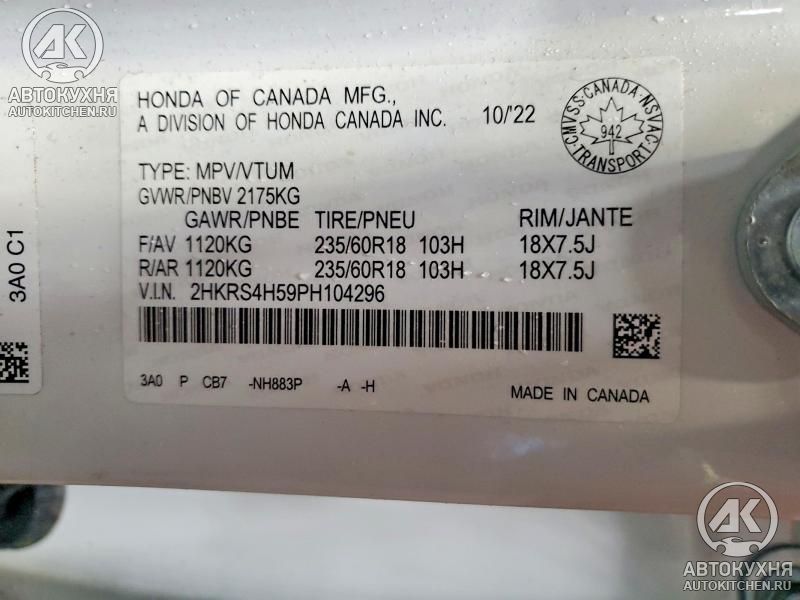 АК
АВТОКУХНЯ
AUTOKITCHEN.RU
HONDA OF CANADA MFG.,
A DIVISION OF HONDA CANADA INC. 10/'22
CMVSS·CANADA·NSVAC
942
TRANSPORT
TYPE: MPV/VTUM
GVWR/PNBV 2175KG
GAWR/PNBE TIRE/PNEU RIM/JANTE
F/AV 1120KG 235/60R18 103H 18X7.5J
R/AR 1120KG 235/60R18 103H 18X7.5J
V.I.N. 2HKRS4H59PH104296
3A0 P CB7 -NH883P -A -H
MADE IN CANADA
3A0 C1
АК
АВТОКУХНЯ
AUTOKITCHEN.RU